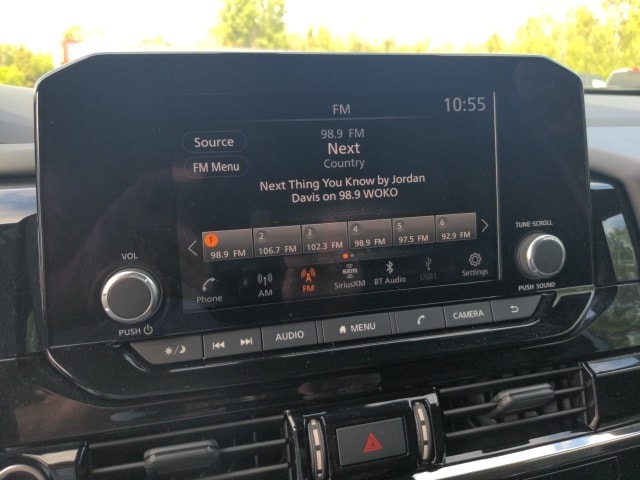 FM
10:55
Source
98.9 FM
Next
Country
FM Menu
Next Thing You Know by Jordan
Davis on 98.9 WOKO
1 2 3 4 5 6
98.9 FM 106.7 FM 102.3 FM 98.9 FM 97.5 FM 92.9 FM
TUNE•SCROLL
VOL
Phone AM FM SXM SiriusXM BT Audio USB1 Settings
PUSH
PUSH SOUND
AUDIO MENU CAMERA